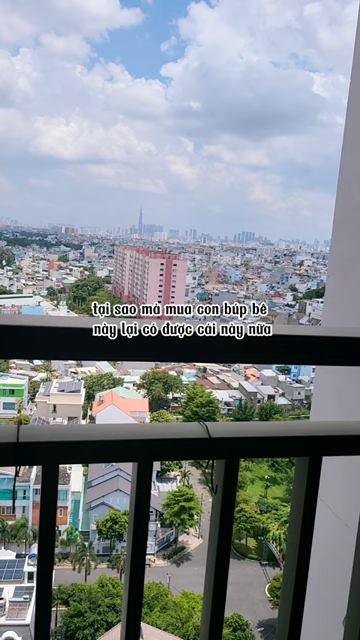 tại sao mà mua con búp bê
này lại có được cái này nữa